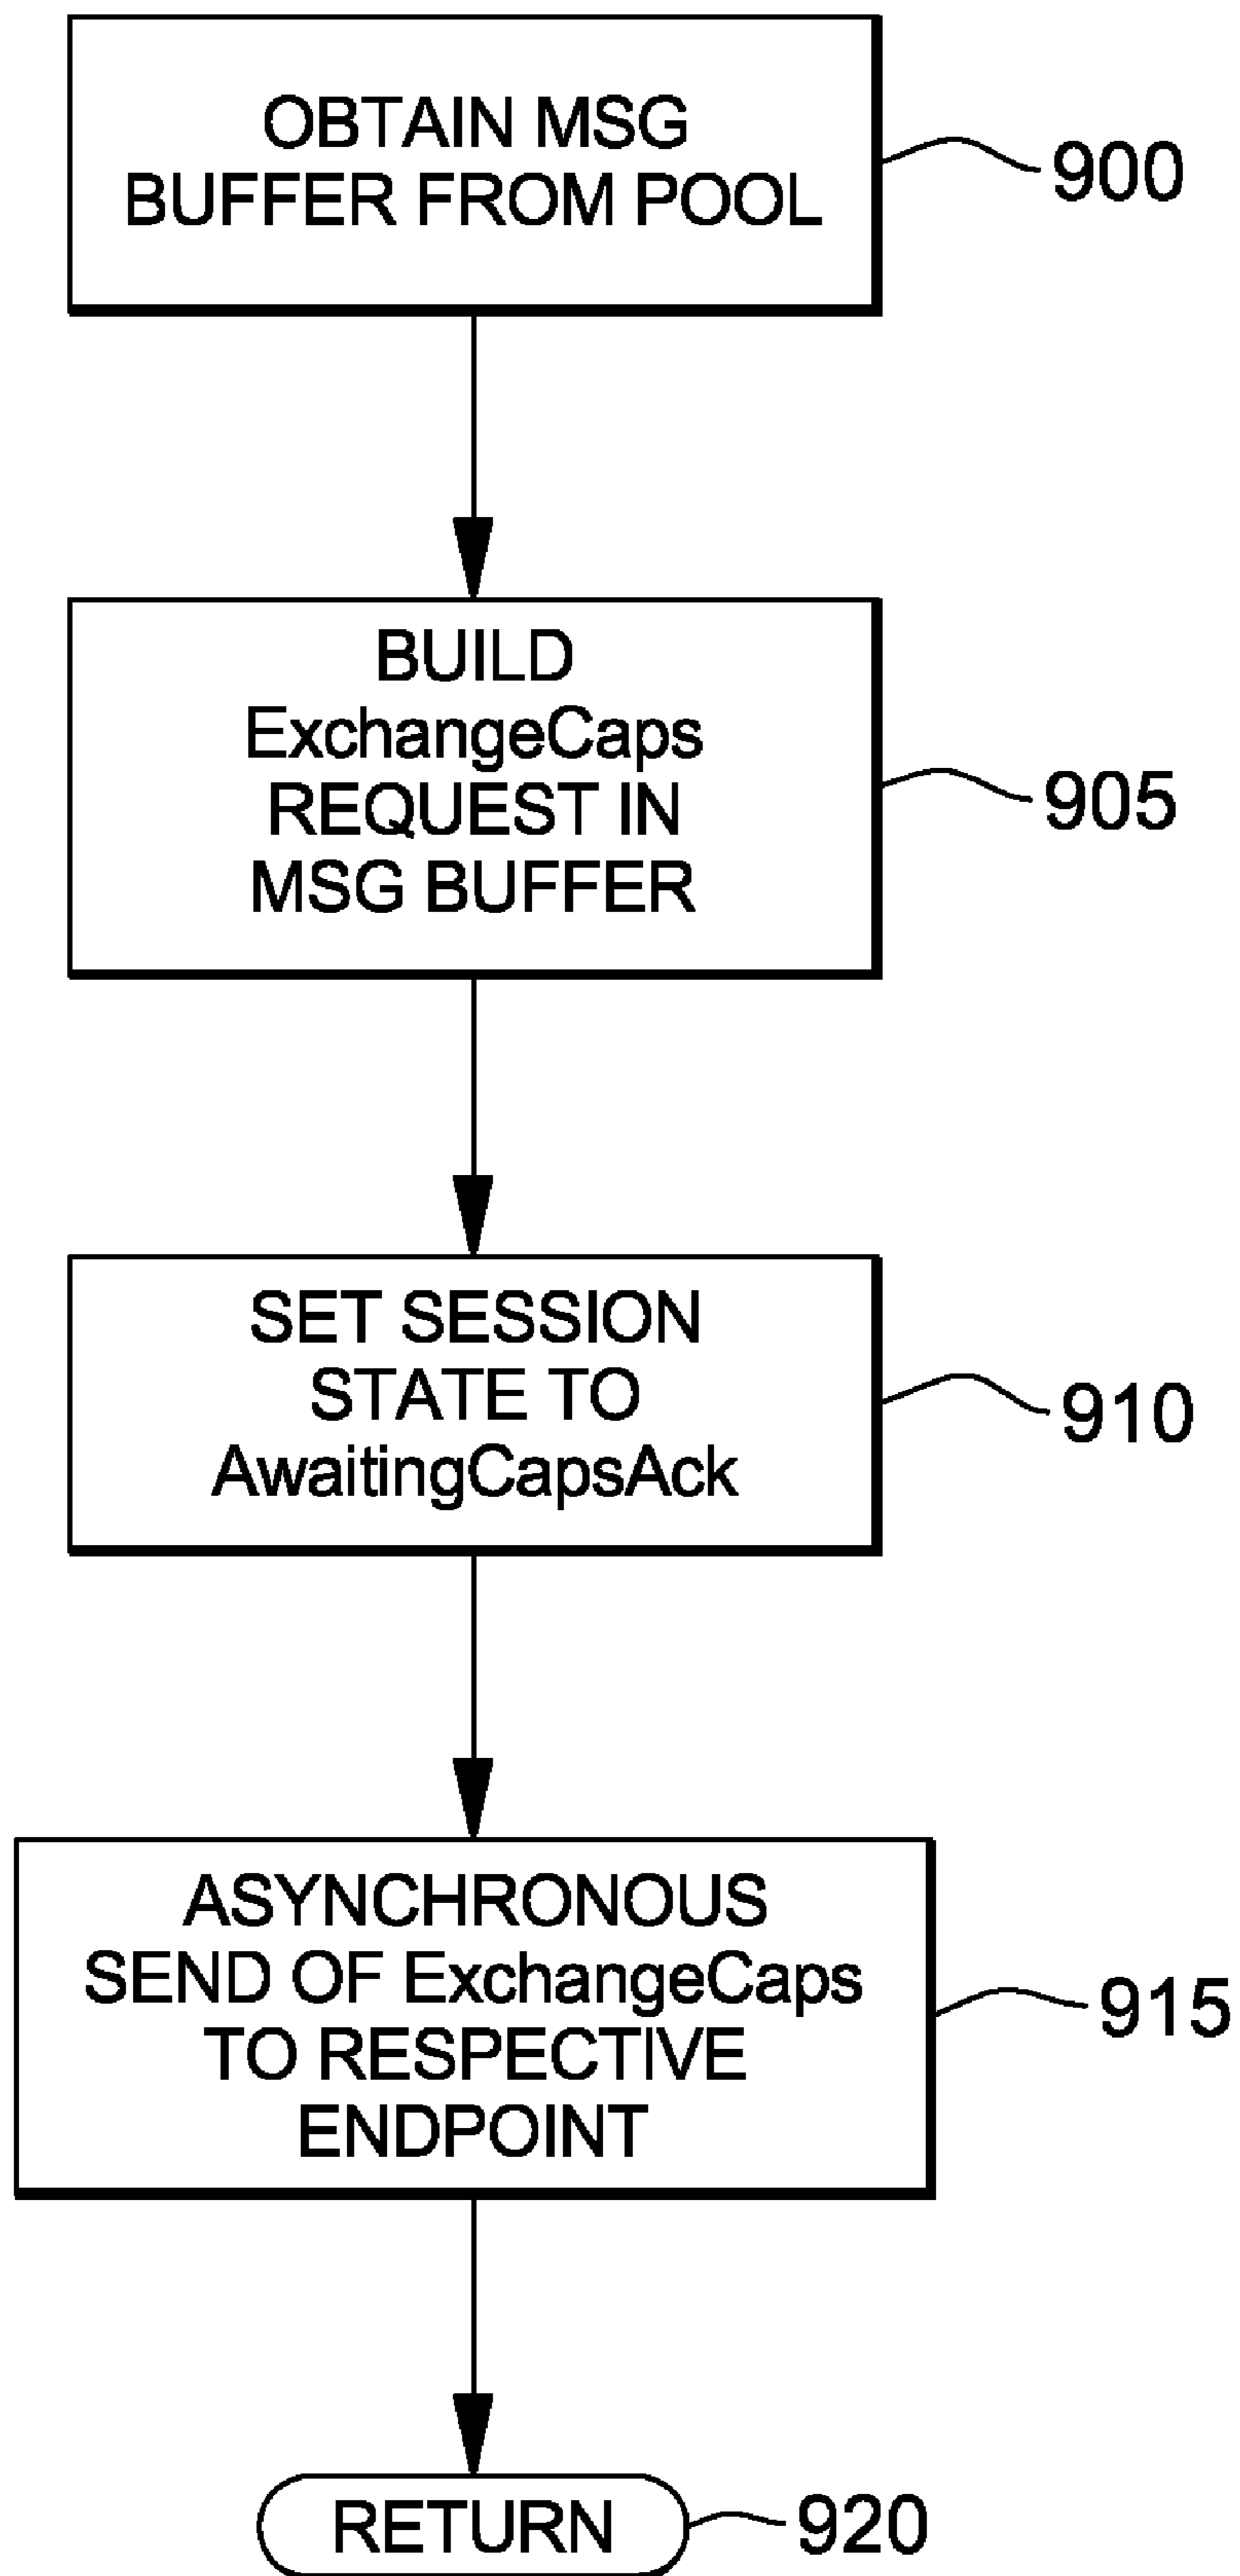 OBTAIN MSG
BUFFER FROM POOL
900
BUILD
ExchangeCaps
REQUEST IN
MSG BUFFER
905
SET SESSION
STATE TO
AwaitingCapsAck
910
ASYNCHRONOUS
SEND OF ExchangeCaps
TO RESPECTIVE
ENDPOINT
915
RETURN
920